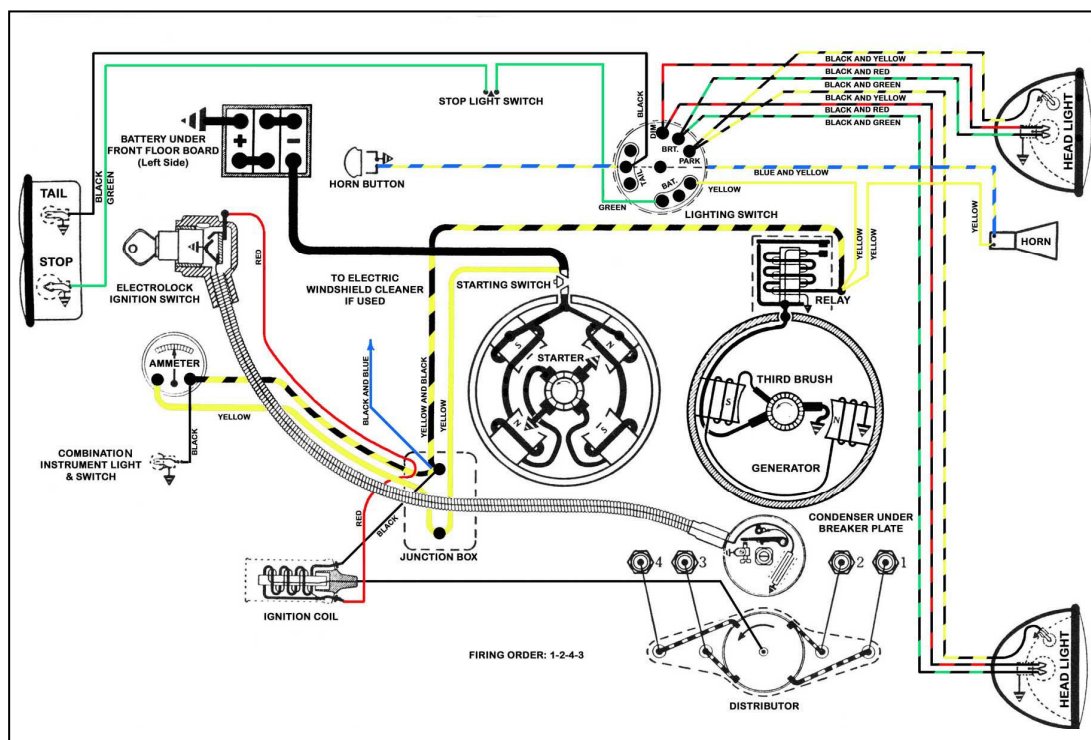 BLACK AND YELLOW
BLACK AND RED
BLACK AND GREEN
BLACK AND YELLOW
BLACK AND RED
BLACK AND GREEN
HEAD LIGHT
STOP LIGHT SWITCH
BLACK
BATTERY UNDER
FRONT FLOOR BOARD
(Left Side)
+
-
HORN BUTTON
DIM
BRT.
PARK
TAIL
BAT.
BLUE AND YELLOW
YELLOW
GREEN
LIGHTING SWITCH
BLACK
GREEN
TAIL
STOP
YELLOW
HORN
YELLOW
YELLOW
RED
ELECTROLOCK
IGNITION SWITCH
TO ELECTRIC
WINDSHIELD CLEANER
IF USED
STARTING SWITCH
RELAY
S
N
STARTER
N
S
THIRD BRUSH
S
N
GENERATOR
AMMETER
YELLOW
BLACK
BLACK AND BLUE
YELLOW AND BLACK
YELLOW
COMBINATION
INSTRUMENT LIGHT
& SWITCH
RED
BLACK
JUNCTION BOX
CONDENSER UNDER
BREAKER PLATE
4
3
2
1
IGNITION COIL
FIRING ORDER: 1-2-4-3
DISTRIBUTOR
HEAD LIGHT